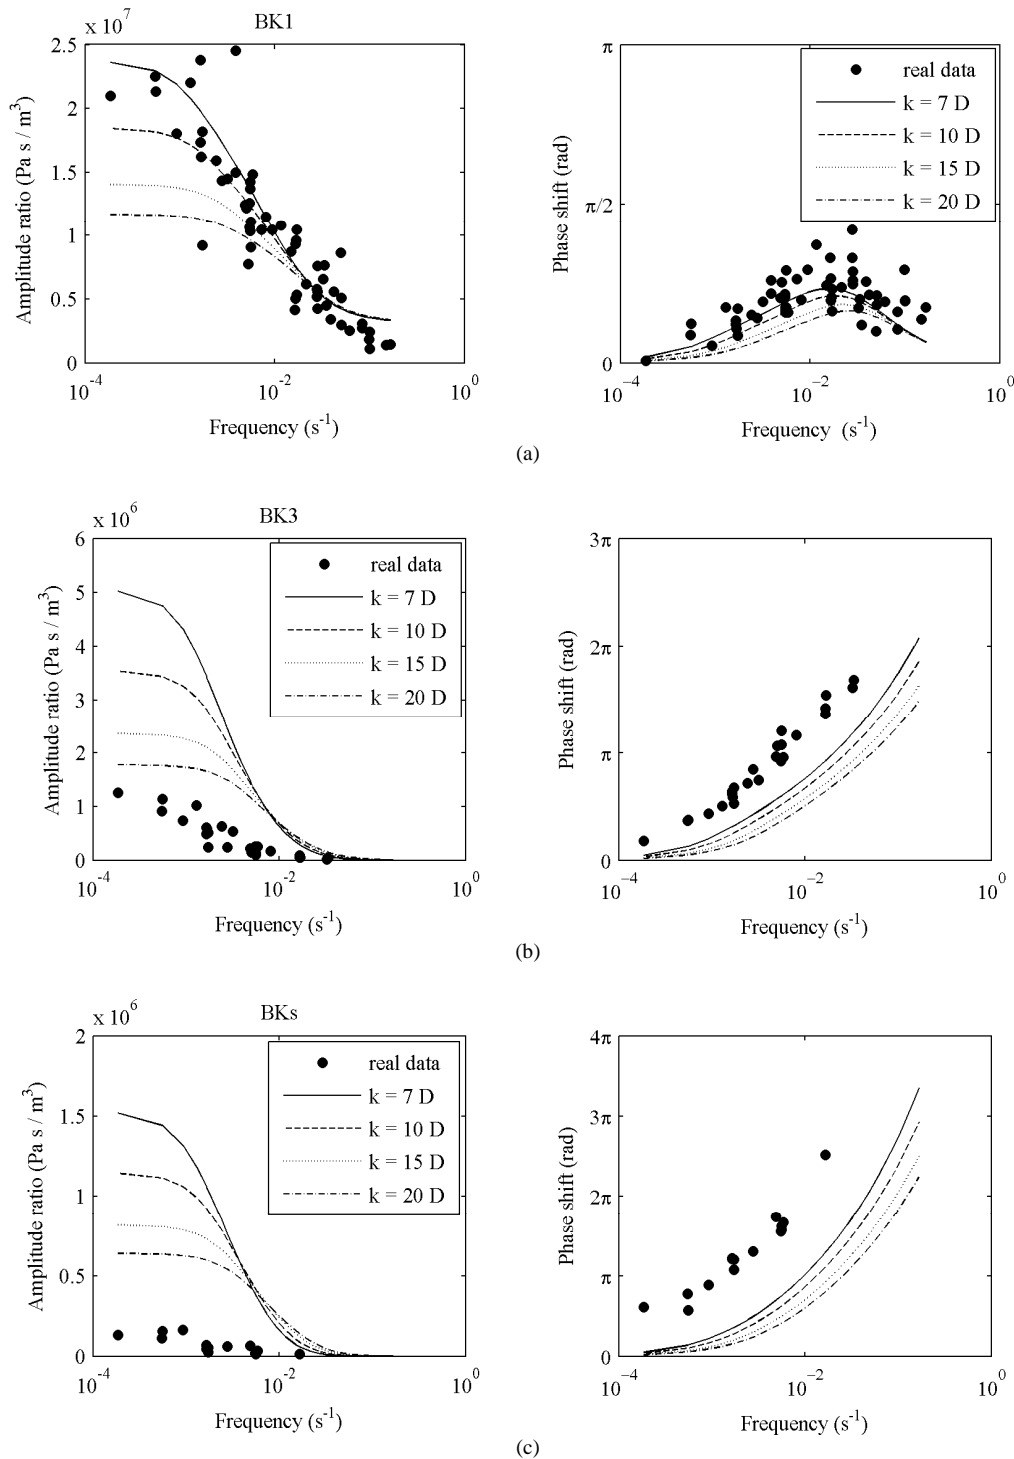 x 10^7
BK1
2.5
2
1.5
1
0.5
0
10^-4
10^-2
10^0
Amplitude ratio (Pa s / m^3)
Frequency (s^-1)
π
π/2
0
10^-4
10^-2
10^0
Phase shift (rad)
Frequency (s^-1)
real data
k = 7 D
k = 10 D
k = 15 D
k = 20 D
(a)
x 10^6
BK3
6
5
4
3
2
1
0
10^-4
10^-2
10^0
Amplitude ratio (Pa s / m^3)
Frequency (s^-1)
real data
k = 7 D
k = 10 D
k = 15 D
k = 20 D
3π
2π
π
0
10^-4
10^-2
10^0
Phase shift (rad)
Frequency (s^-1)
(b)
x 10^6
BKs
2
1.5
1
0.5
0
10^-4
10^-2
10^0
Amplitude ratio (Pa s / m^3)
Frequency (s^-1)
real data
k = 7 D
k = 10 D
k = 15 D
k = 20 D
4π
3π
2π
π
0
10^-4
10^-2
10^0
Phase shift (rad)
Frequency (s^-1)
(c)